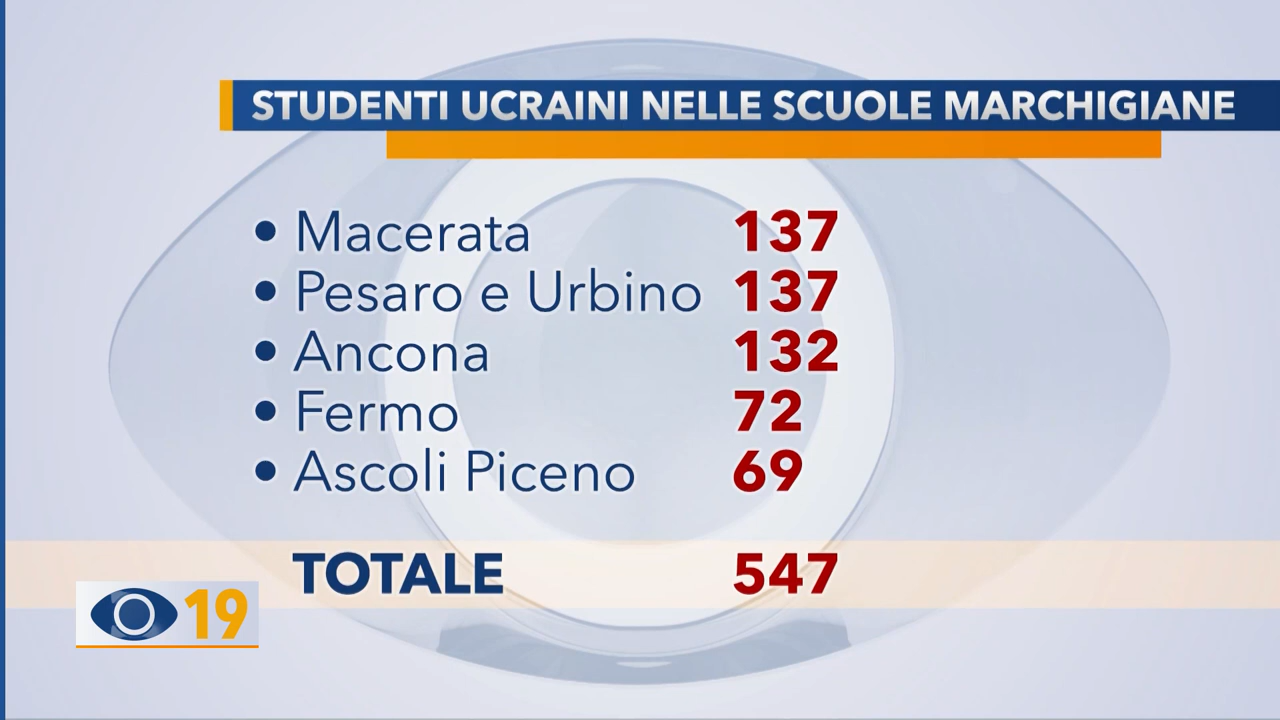 STUDENTI UCRAINI NELLE SCUOLE MARCHIGIANE
• Macerata 137
• Pesaro e Urbino 137
• Ancona 132
• Fermo 72
• Ascoli Piceno 69
TOTALE 547
19